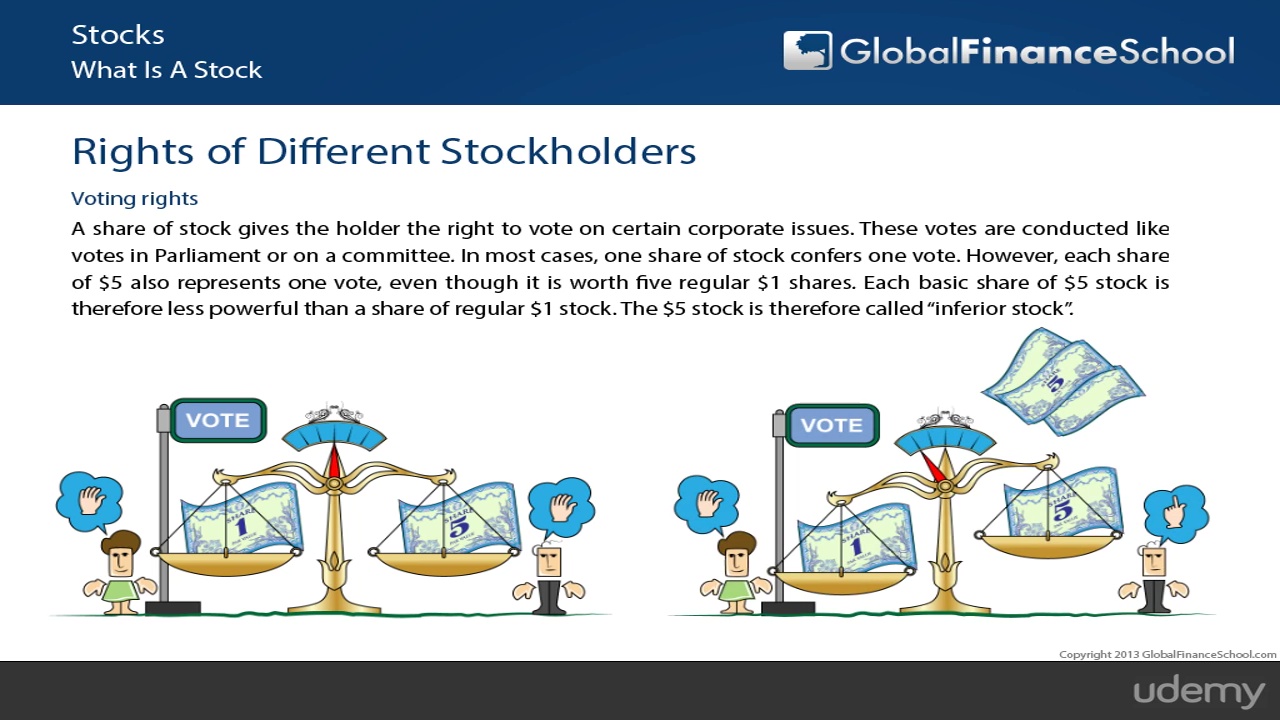 Stocks
What Is A Stock
GlobalFinanceSchool
Rights of Different Stockholders
Voting rights
A share of stock gives the holder the right to vote on certain corporate issues. These votes are conducted like
votes in Parliament or on a committee. In most cases, one share of stock confers one vote. However, each share
of $5 also represents one vote, even though it is worth five regular $1 shares. Each basic share of $5 stock is
therefore less powerful than a share of regular $1 stock. The $5 stock is therefore called “inferior stock”.
5
VOTE
VOTE
SHARE
1
SHARE
5
SHARE
1
SHARE
5
Copyright 2013 GlobalFinanceSchool.com
udemy